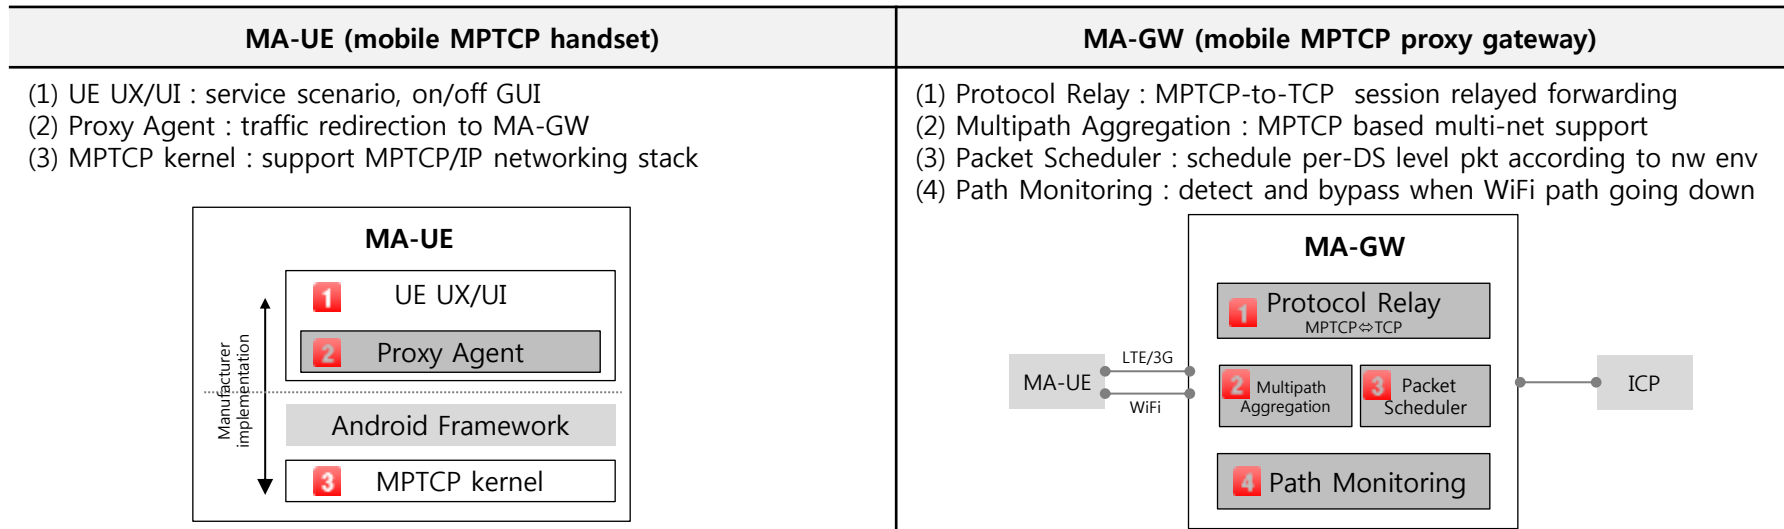 MA-UE (mobile MPTCP handset)
(1) UE UX/UI : service scenario, on/off GUI
(2) Proxy Agent : traffic redirection to MA-GW
(3) MPTCP kernel : support MPTCP/IP networking stack
MA-UE
1 UE UX/UI
2 Proxy Agent
Manufacturer
implementation
Android Framework
3 MPTCP kernel
MA-GW (mobile MPTCP proxy gateway)
(1) Protocol Relay : MPTCP-to-TCP session relayed forwarding
(2) Multipath Aggregation : MPTCP based multi-net support
(3) Packet Scheduler : schedule per-DS level pkt according to nw env
(4) Path Monitoring : detect and bypass when WiFi path going down
MA-GW
1 Protocol Relay
MPTCP⇔TCP
MA-UE
LTE/3G
WiFi
2 Multipath
Aggregation
3 Packet
Scheduler
ICP
4 Path Monitoring